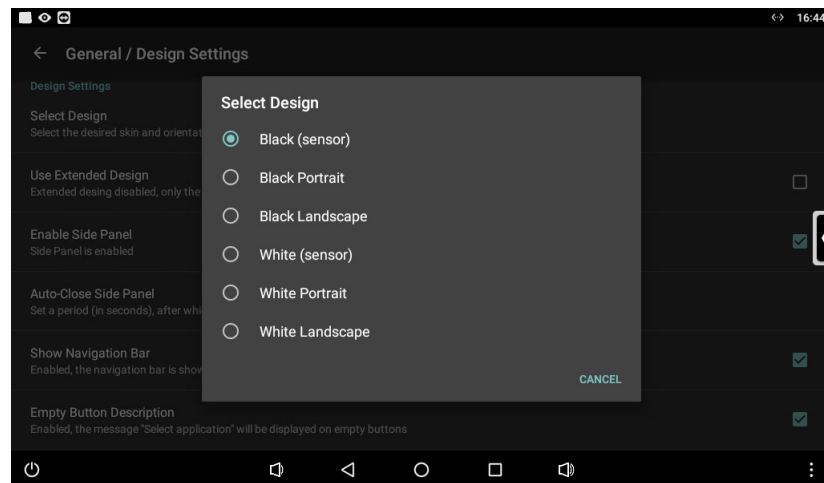 16:44
General / Design Settings
Design Settings
Select Design
Select the desired skin and orientat
Use Extended Design
Extended desing disabled, only the
Enable Side Panel
Side Panel is enabled
Auto-Close Side Panel
Set a period (in seconds), after whi
Show Navigation Bar
Enabled, the navigation bar is show
Empty Button Description
Enabled, the message "Select application" will be displayed on empty buttons
Select Design
Black (sensor)
Black Portrait
Black Landscape
White (sensor)
White Portrait
White Landscape
CANCEL